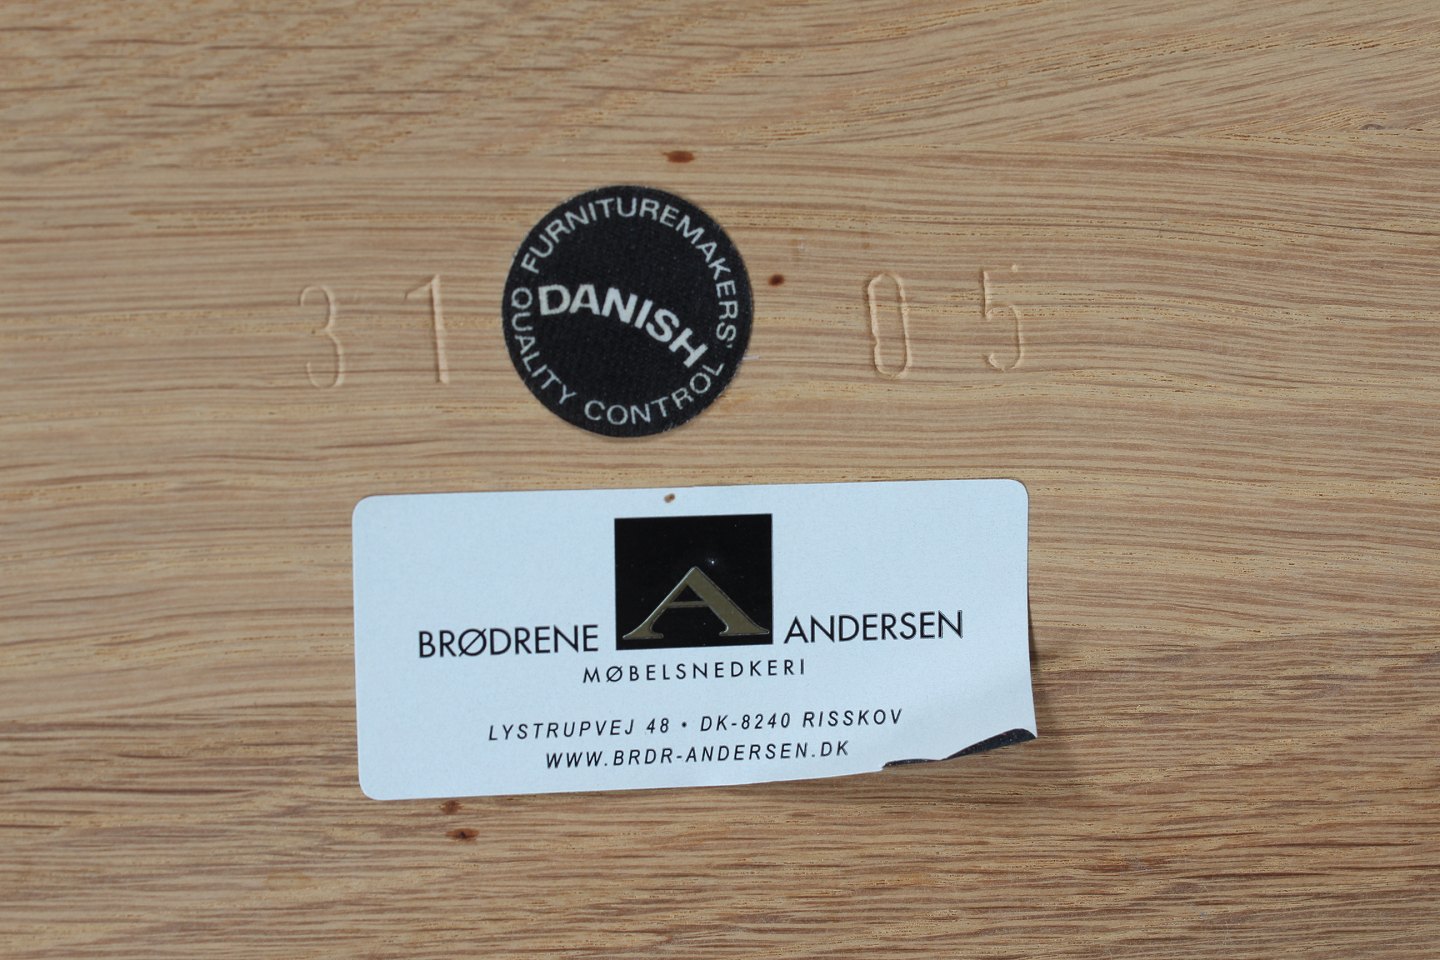 FURNITUREMAKERS'
DANISH
QUALITY CONTROL
31 05
A
BRØDRENE ANDERSEN
MØBELSNEDKERI
LYSTRUPVEJ 48 • DK-8240 RISSKOV
WWW.BRDR-ANDERSEN.DK